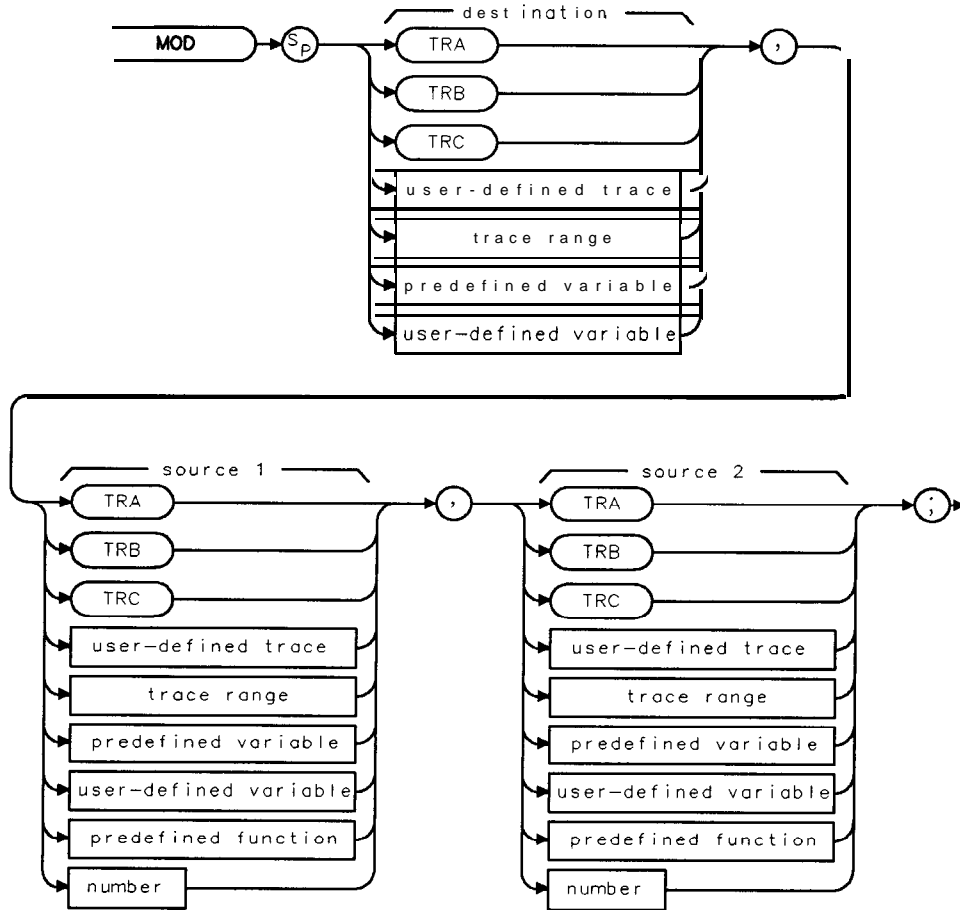 destination
MOD
Sp
TRA
,
TRB
TRC
user-defined trace
trace range
predefined variable
user-defined variable
source 1
TRA
TRB
TRC
user-defined trace
trace range
predefined variable
user-defined variable
predefined function
number
,
source 2
TRA
TRB
TRC
user-defined trace
trace range
predefined variable
user-defined variable
predefined function
number
;